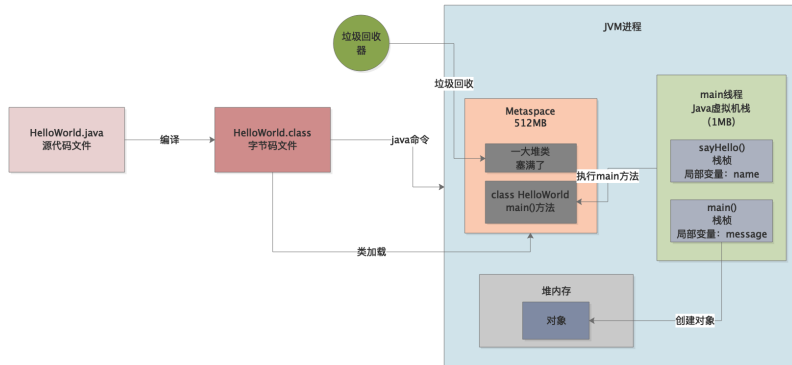 JVM进程
垃圾回收
器
垃圾回收
HelloWorld.java
源代码文件
编译
HelloWorld.class
字节码文件
java命令
类加载
Metaspace
512MB
一大堆类
塞满了
class HelloWorld
main()方法
执行main方法
main线程
Java虚拟机栈
（1MB）
sayHello()
栈桢
局部变量：name
main()
栈桢
局部变量：message
堆内存
对象
创建对象